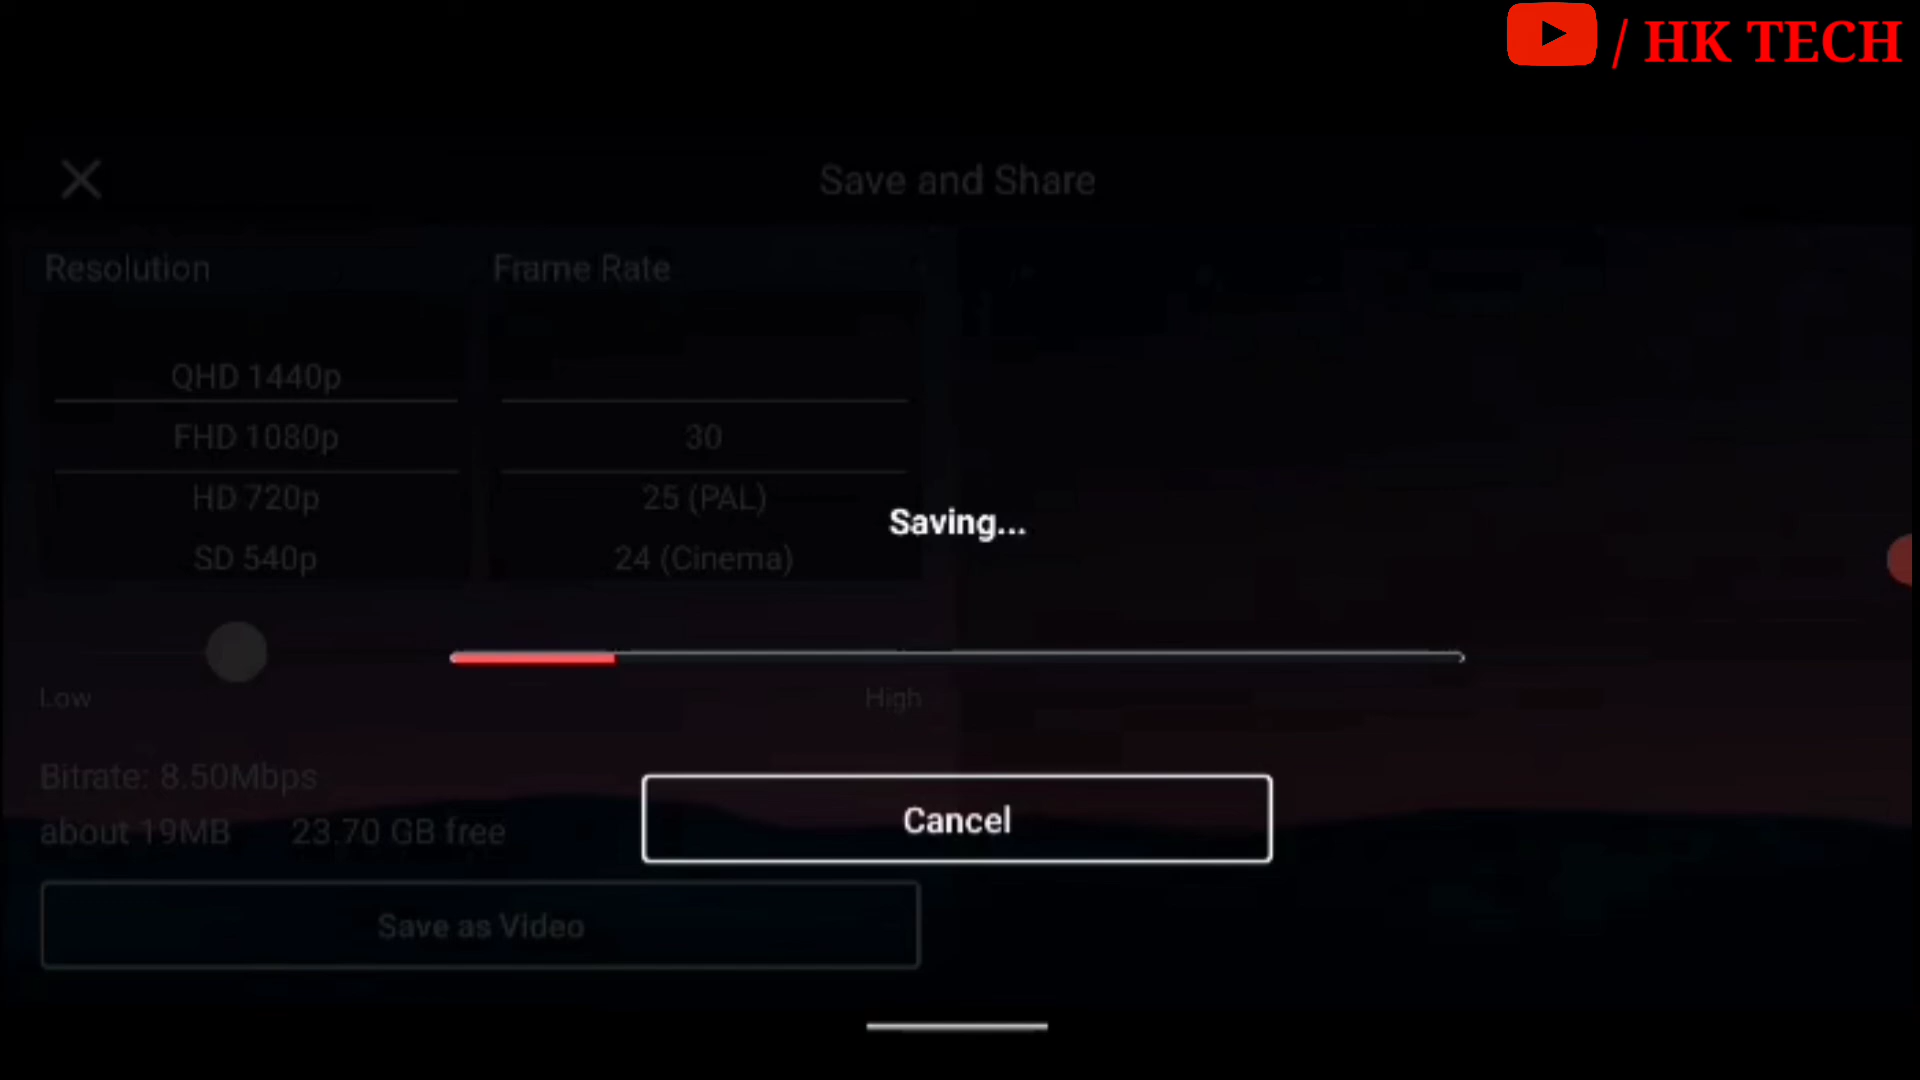 / HK TECH
Save and Share
Resolution
Frame Rate
QHD 1440p
FHD 1080p
30
HD 720p
25 (PAL)
SD 540p
24 (Cinema)
Saving...
Low
High
Bitrate: 8.50Mbps
about 19MB 23.70 GB free
Cancel
Save as Video